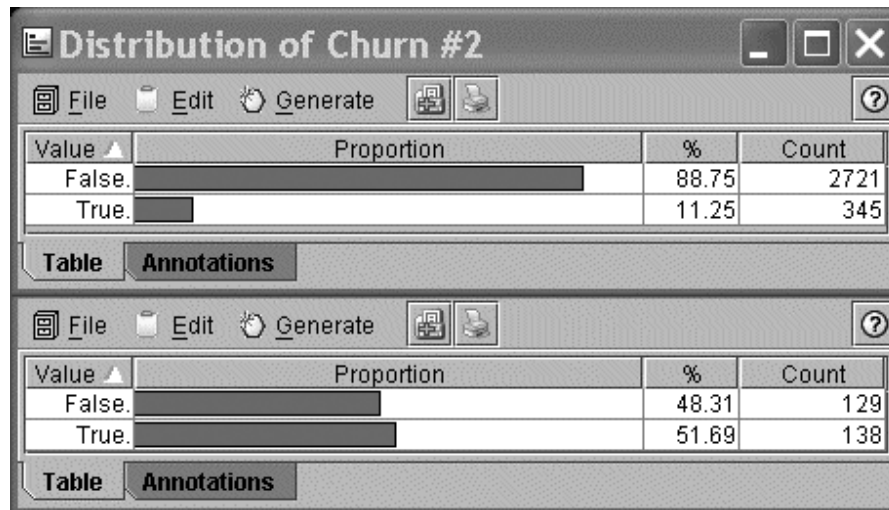 Distribution of Churn #2
File Edit Generate
Value Proportion % Count
False. 88.75 2721
True. 11.25 345
Table Annotations
File Edit Generate
Value Proportion % Count
False. 48.31 129
True. 51.69 138
Table Annotations